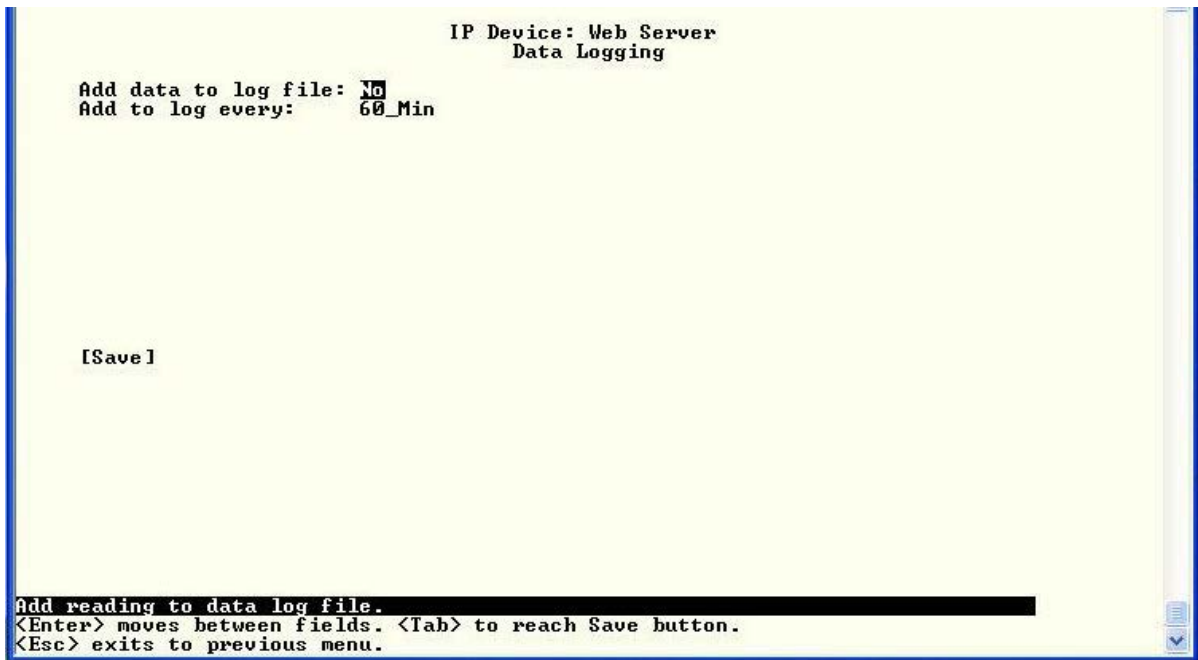 IP Device: Web Server
Data Logging
Add data to log file: No
Add to log every: 60_Min
[Save]
Add reading to data log file.
<Enter> moves between fields. <Tab> to reach Save button.
<Esc> exits to previous menu.